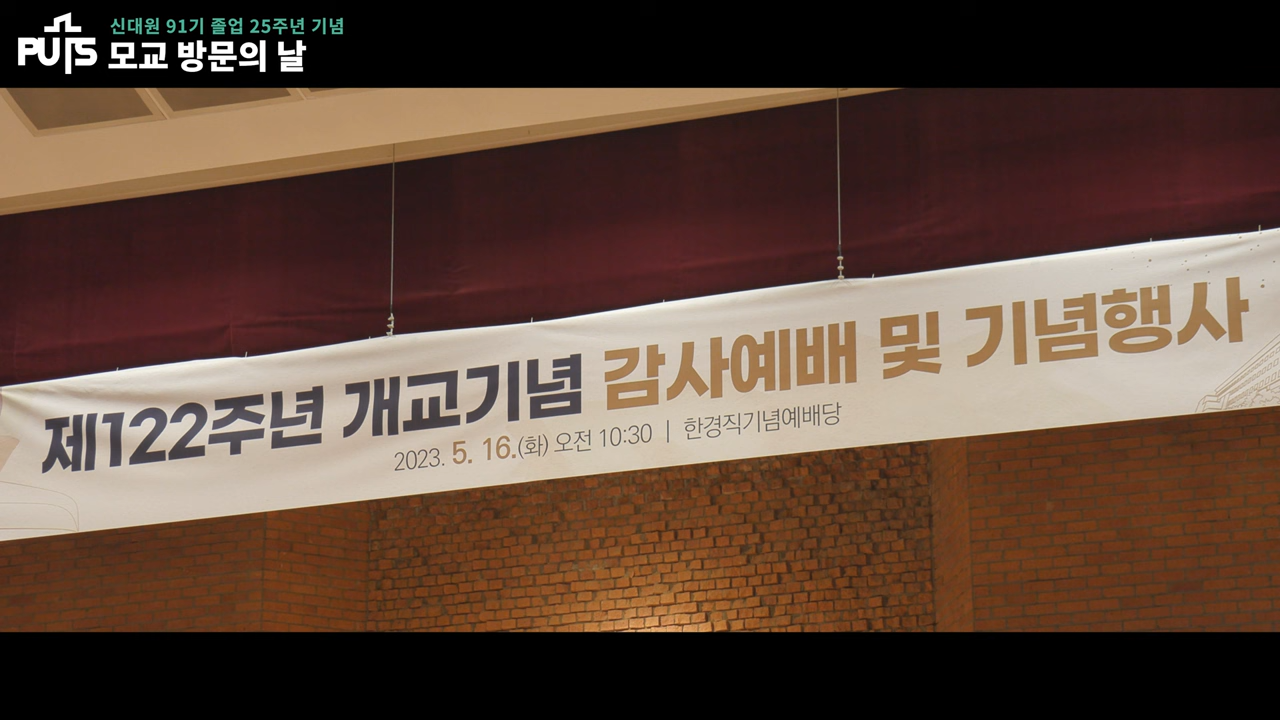 PUTS
신대원 91기 졸업 25주년 기념
모교 방문의 날
제122주년 개교기념 감사예배 및 기념행사
2023. 5. 16.(화) 오전 10:30 | 한경직기념예배당